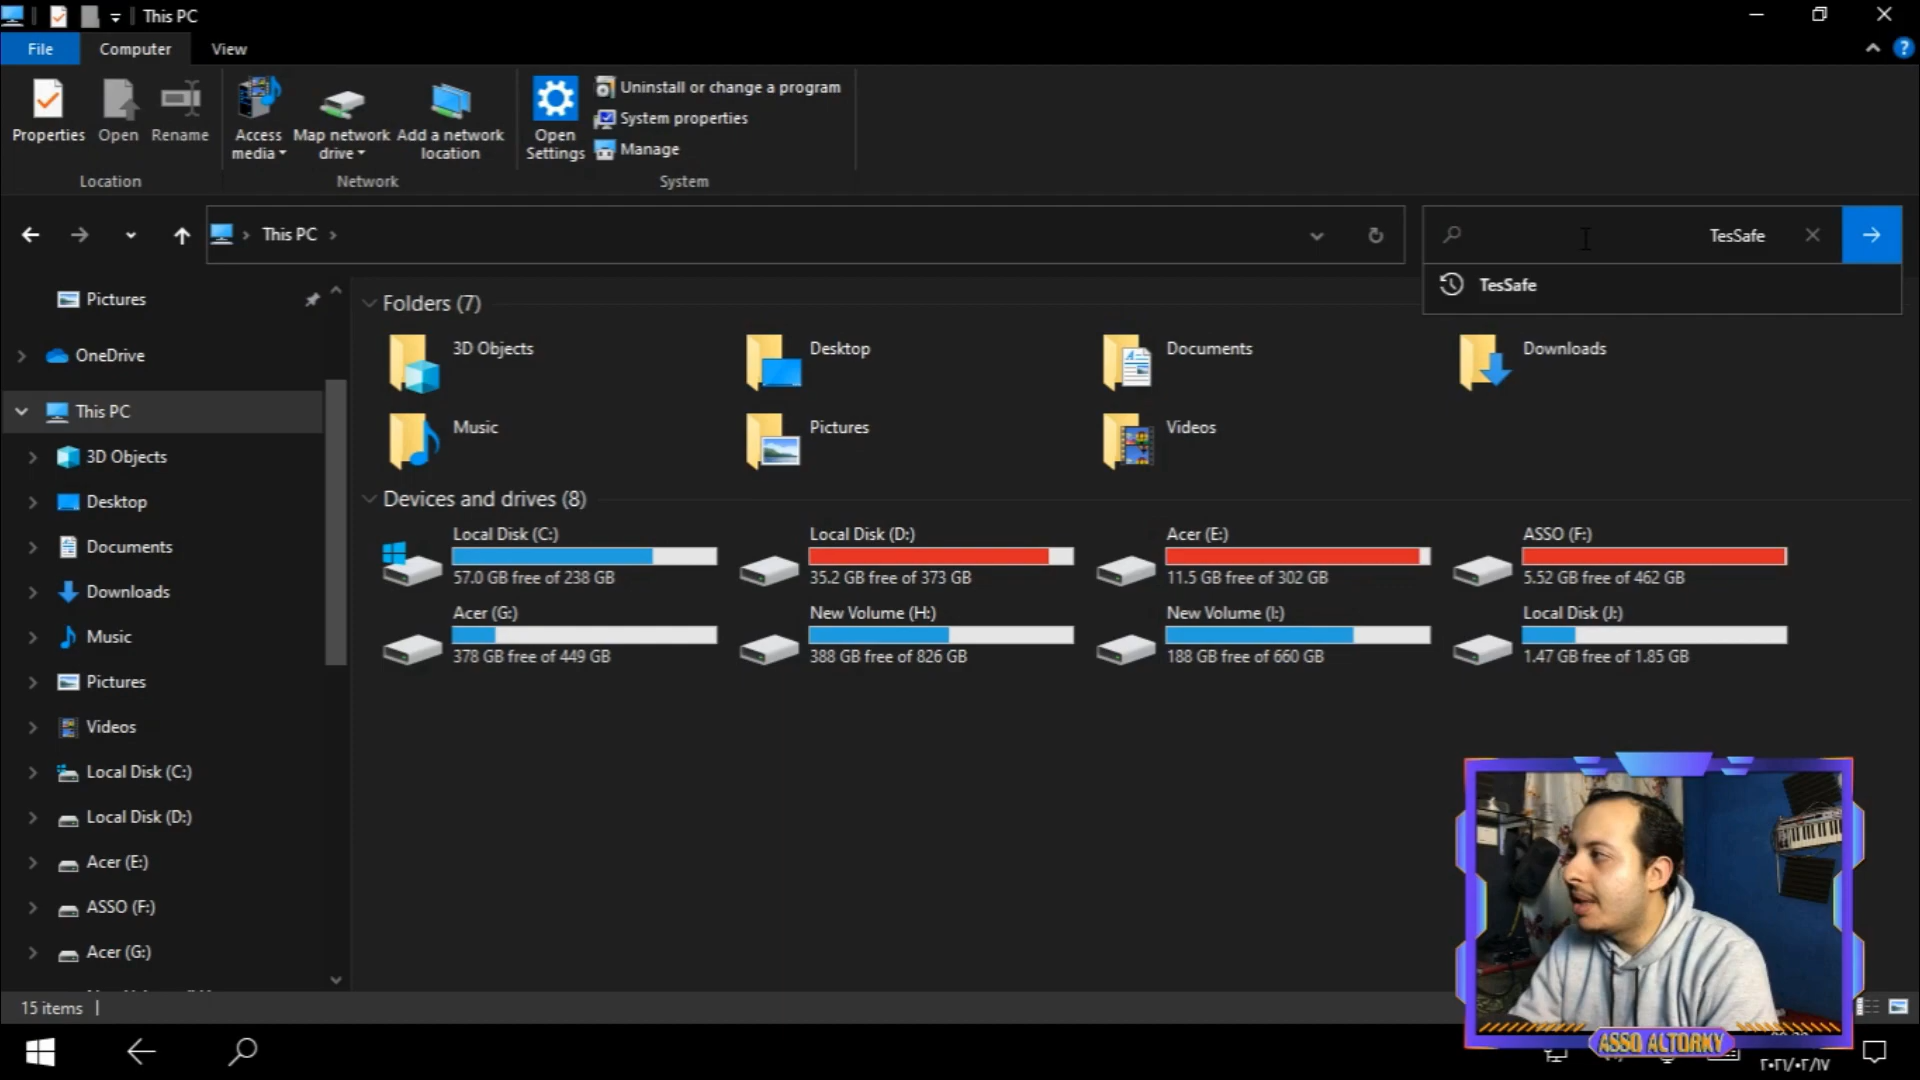 This PC
File
Computer
View
Properties
Open
Rename
Access media
Map network drive
Add a network location
Open Settings
Uninstall or change a program
System properties
Manage
Location
Network
System
This PC
TesSafe
TesSafe
Pictures
OneDrive
This PC
3D Objects
Desktop
Documents
Downloads
Music
Pictures
Videos
Local Disk (C:)
Local Disk (D:)
Acer (E:)
ASSO (F:)
Acer (G:)
Folders (7)
3D Objects
Desktop
Documents
Downloads
Music
Pictures
Videos
Devices and drives (8)
Local Disk (C:)
57.0 GB free of 238 GB
Local Disk (D:)
35.2 GB free of 373 GB
Acer (E:)
11.5 GB free of 302 GB
ASSO (F:)
5.52 GB free of 462 GB
Acer (G:)
378 GB free of 449 GB
New Volume (H:)
388 GB free of 826 GB
New Volume (I:)
188 GB free of 660 GB
Local Disk (J:)
1.47 GB free of 1.85 GB
15 items
ASSO ALTORKY
٢٠٢١/٠٢/١٧